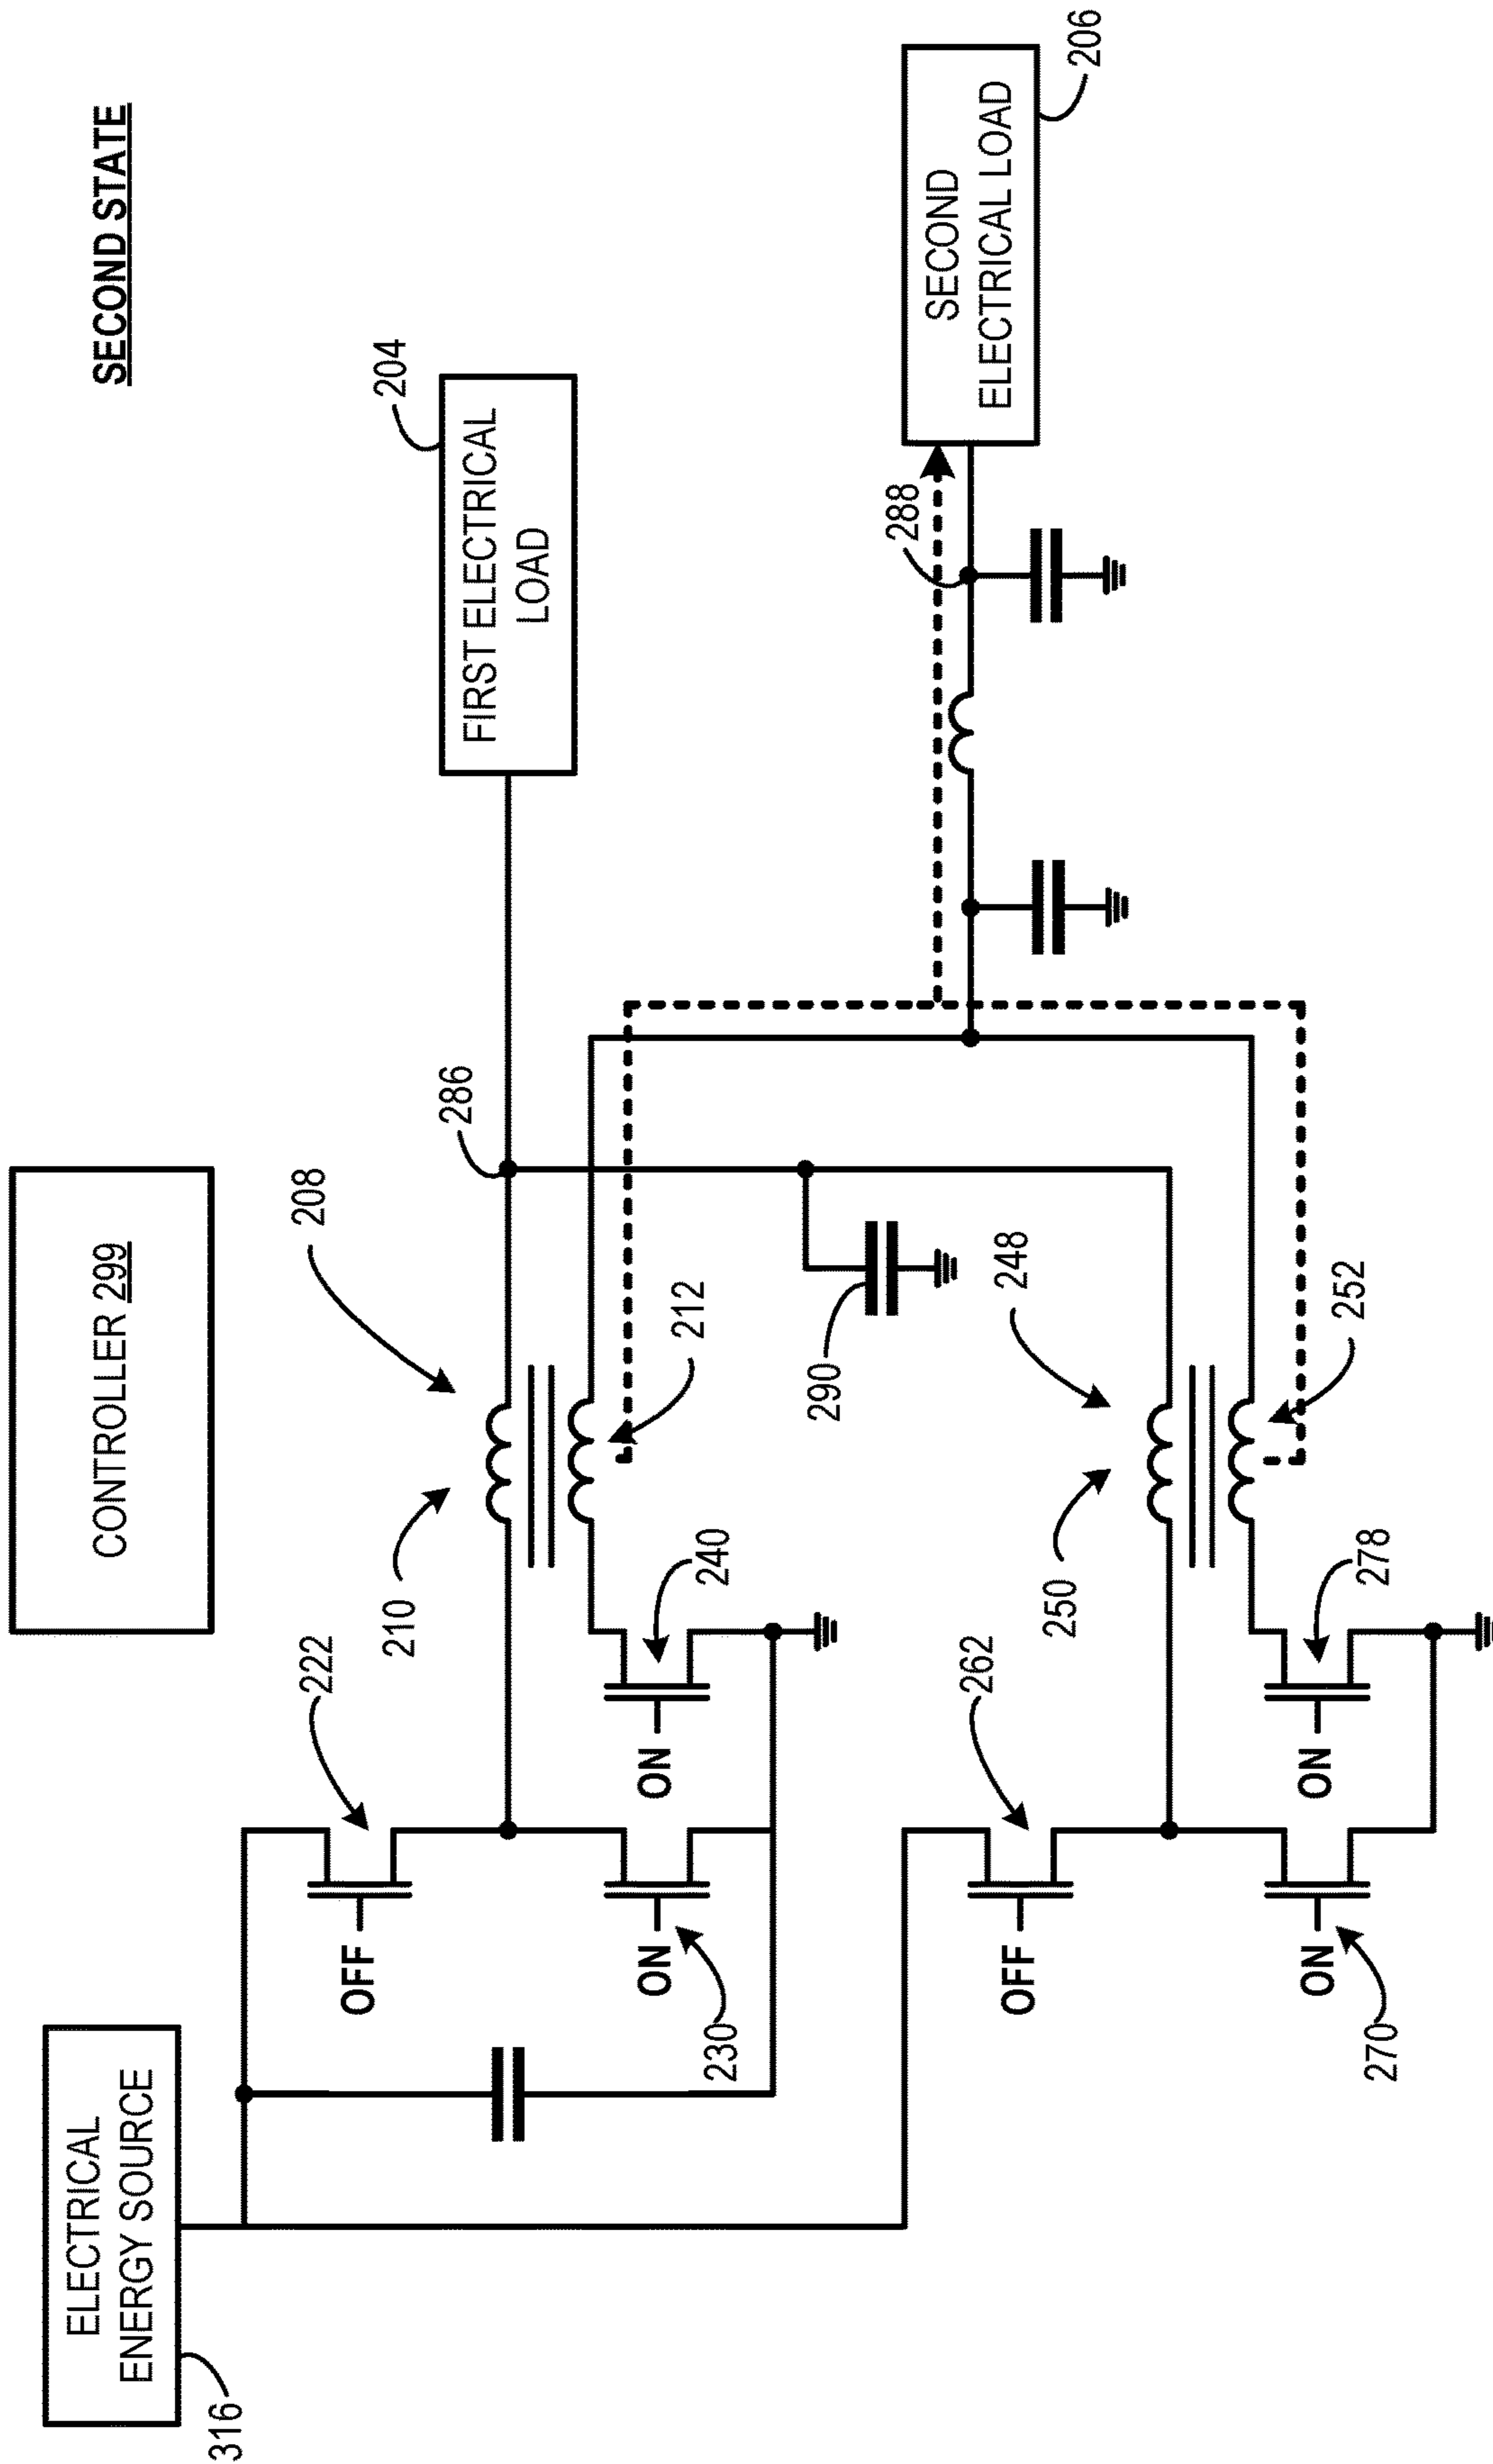 SECOND STATE
CONTROLLER 299
316
ELECTRICAL
ENERGY SOURCE
222
OFF
208
210
286
204
FIRST ELECTRICAL
LOAD
230
ON
ON
240
212
290
288
SECOND
ELECTRICAL LOAD
206
262
OFF
250
248
270
ON
ON
278
252